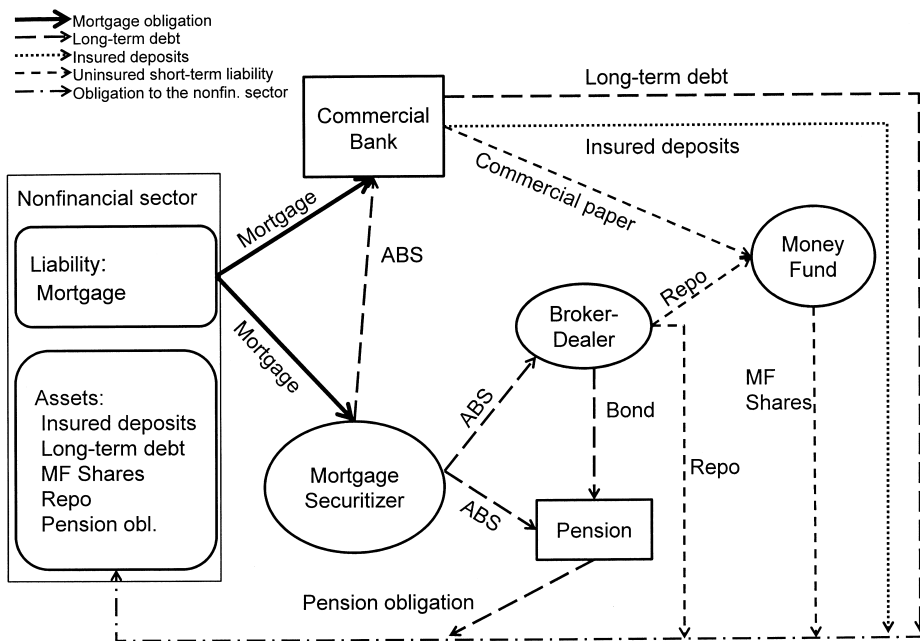 Mortgage obligation
Long-term debt
Insured deposits
Uninsured short-term liability
Obligation to the nonfin. sector
Long-term debt
Commercial
Bank
Insured deposits
Commercial paper
Nonfinancial sector
Mortgage
ABS
Liability:
Mortgage
Money
Fund
Repo
Broker-
Dealer
Mortgage
ABS
Bond
MF
Shares
Assets:
Insured deposits
Long-term debt
MF Shares
Repo
Pension obl.
Mortgage
Securitizer
ABS
Repo
Pension
Pension obligation